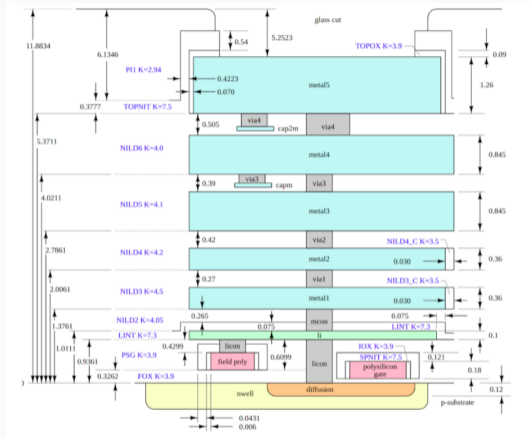 glass cut
11.8834
6.1346
0.54
5.2523
TOPOX K=3.9
0.09
PI1 K=2.94
0.4223
0.070
metal5
1.26
0.3777
TOPNIT K=7.5
0.505
via4
cap2m
via4
5.3711
NILD6 K=4.0
metal4
0.845
0.39
via3
capm
via3
4.0211
NILD5 K=4.1
metal3
0.845
0.42
via2
NILD4_C K=3.5
2.7861
NILD4 K=4.2
metal2
0.030
0.36
0.27
via1
NILD3_C K=3.5
2.0061
NILD3 K=4.5
metal1
0.030
0.36
0.265
0.075
NILD2 K=4.05
mcon
1.3761
0.075
LINT K=7.3
LINT K=7.3
li
0.1
1.0111
0.4299
licon
IOX K=3.9
PSG K=3.9
0.6099
SPNIT K=7.5
0.121
0.9361
field poly
licon
polysilicon
gate
0.18
0.3262
FOX K=3.9
diffusion
0.12
nwell
p-substrate
0.0431
0.006